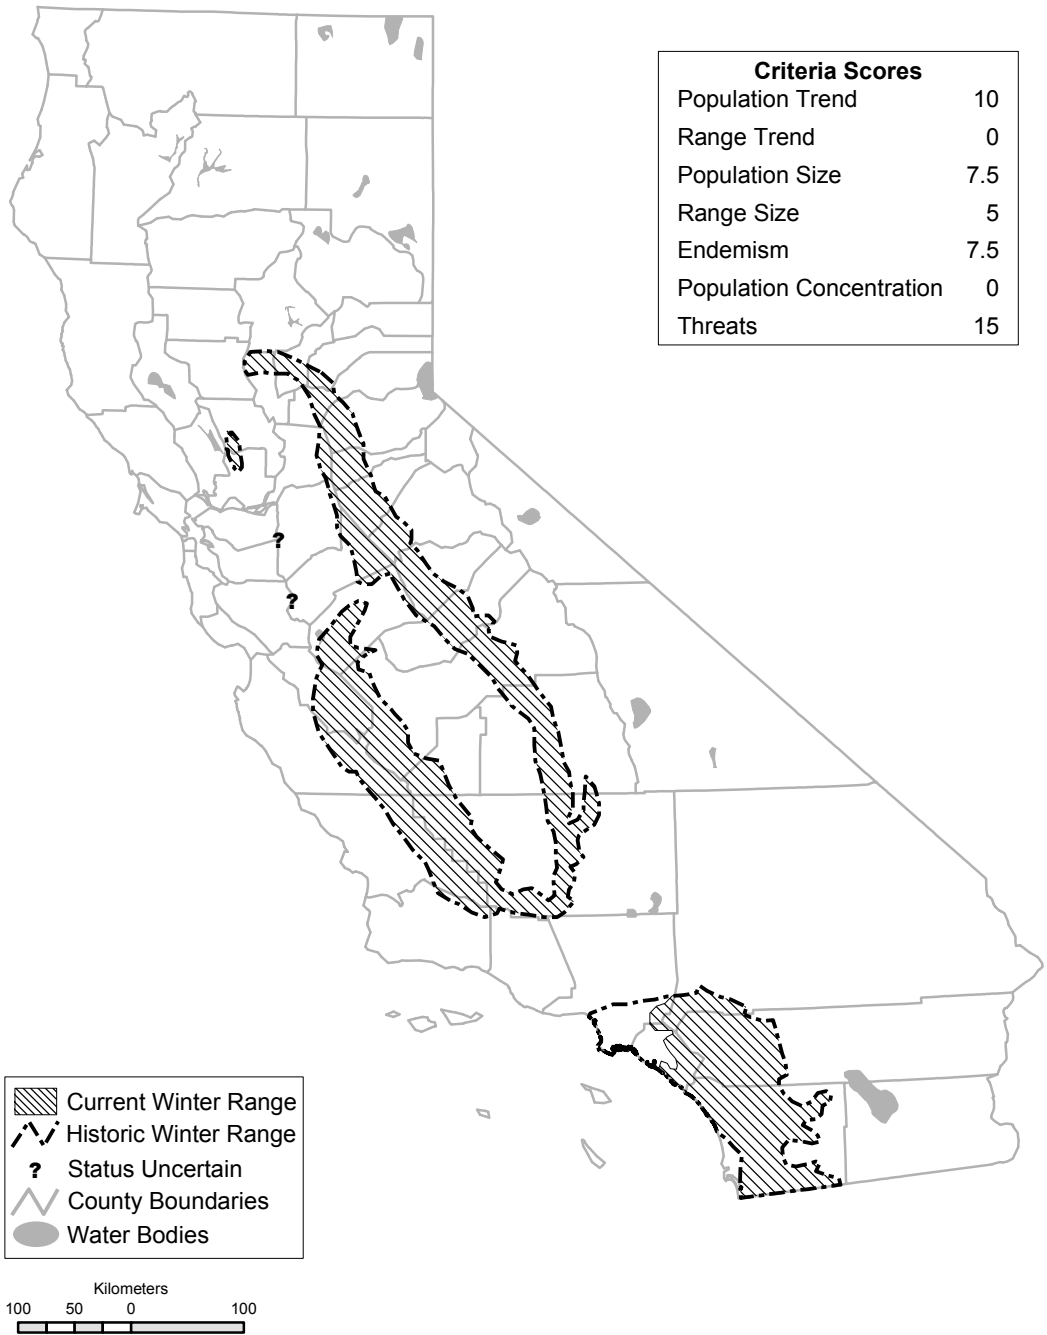 Criteria Scores
Population Trend 10
Range Trend 0
Population Size 7.5
Range Size 5
Endemism 7.5
Population Concentration 0
Threats 15
?
?
Current Winter Range
Historic Winter Range
? Status Uncertain
County Boundaries
Water Bodies
Kilometers
100 50 0 100